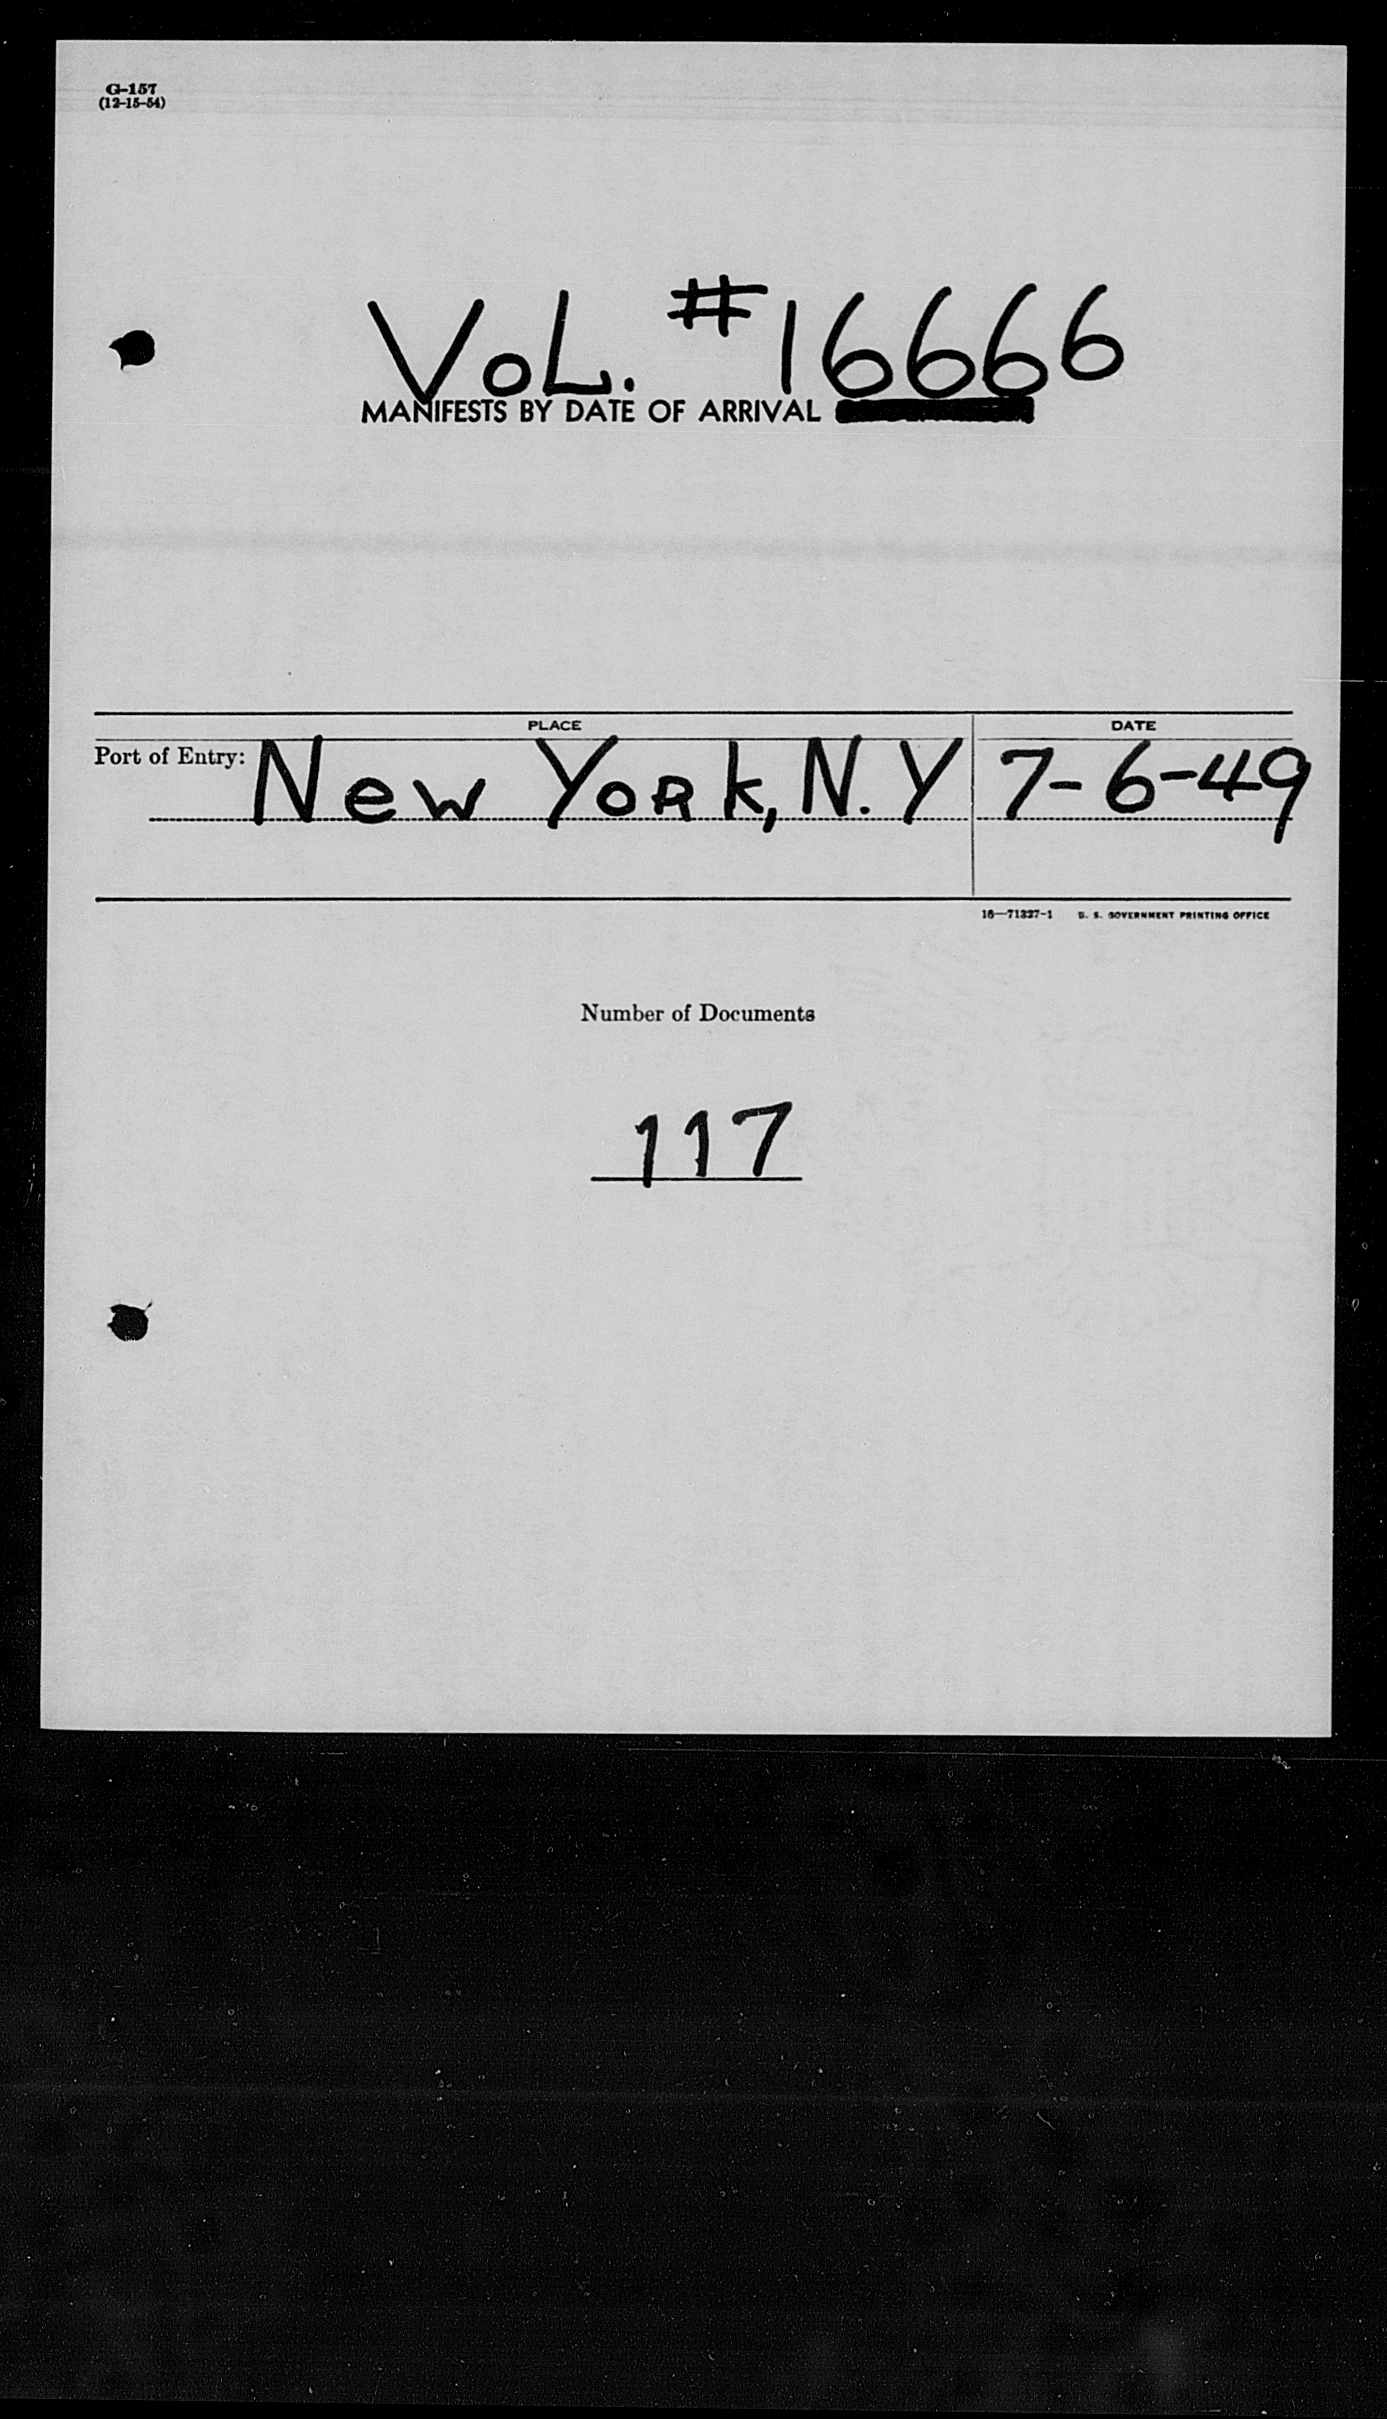 G-157
(12-15-54)
VoL. #16666
MANIFESTS BY DATE OF ARRIVAL
PLACE DATE
Port of Entry: New YoRk, N.Y 7-6-49
16—71327-1 U. S. GOVERNMENT PRINTING OFFICE
Number of Documents
117